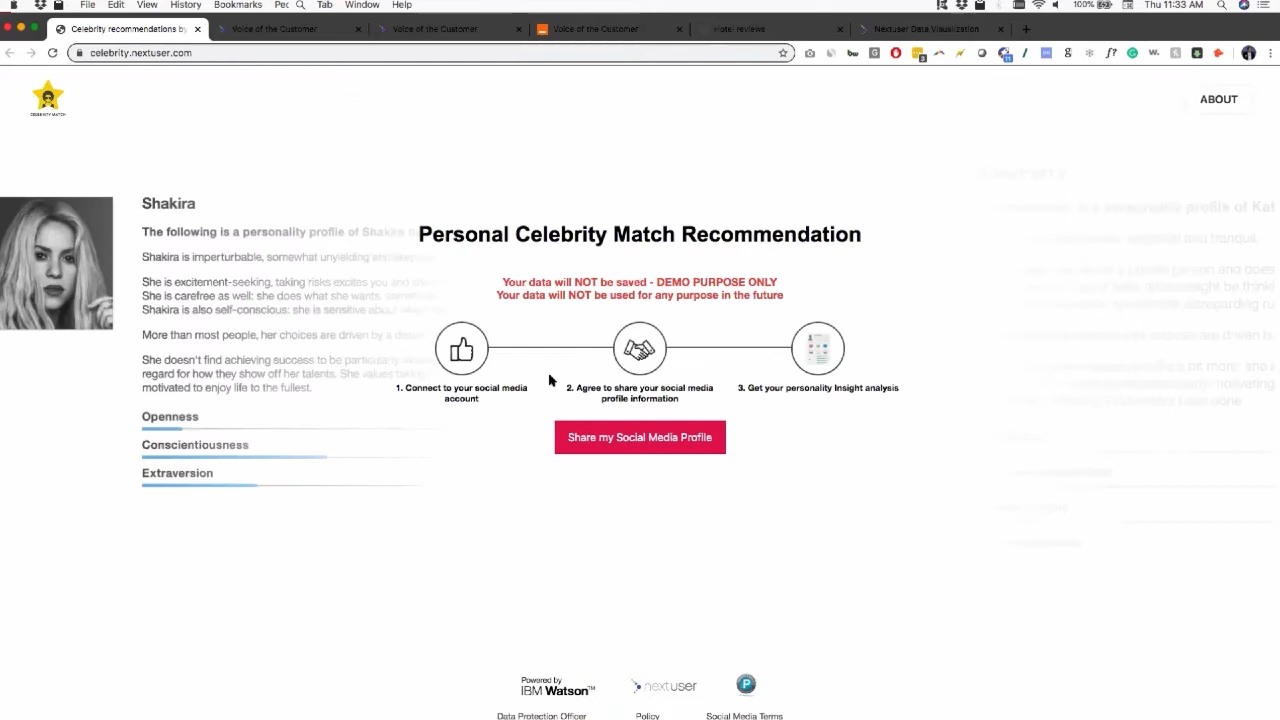 File Edit View History Bookmarks Tab Window Help
100% Thu 11:33 AM
Celebrity recommendations by
Voice of the Customer
Voice of the Customer
Voice of the Customer
Hotel reviews
Nextuser Data Visualization
celebrity.nextuser.com
CELEBRITY MATCH
ABOUT
Shakira
The following is a personality profile of Shakira
Shakira is imperturbable, somewhat unyielding
She is excitement-seeking, taking risks excites you and
She is carefree as well: she does what she wants,
Shakira is also self-conscious: she is sensitive about
More than most people, her choices are driven by a
She doesn't find achieving success to be
regard for how they show off her talents. She values
motivated to enjoy life to the fullest.
Openness
Conscientiousness
Extraversion
Personal Celebrity Match Recommendation
Your data will NOT be saved - DEMO PURPOSE ONLY
Your data will NOT be used for any purpose in the future
1. Connect to your social media
account
2. Agree to share your social media
profile information
3. Get your personality Insight analysis
Share my Social Media Profile
Powered by
IBM Watson™
nextuser
P
Data Protection Officer
Policy
Social Media Terms